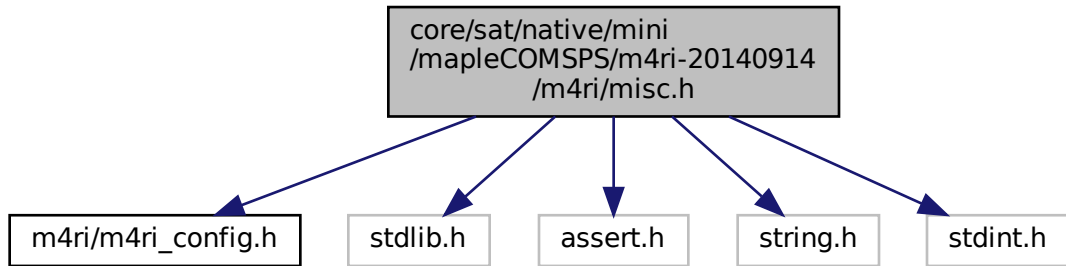 core/sat/native/mini
/mapleCOMSPS/m4ri-20140914
/m4ri/misc.h
m4ri/m4ri_config.h
stdlib.h
assert.h
string.h
stdint.h